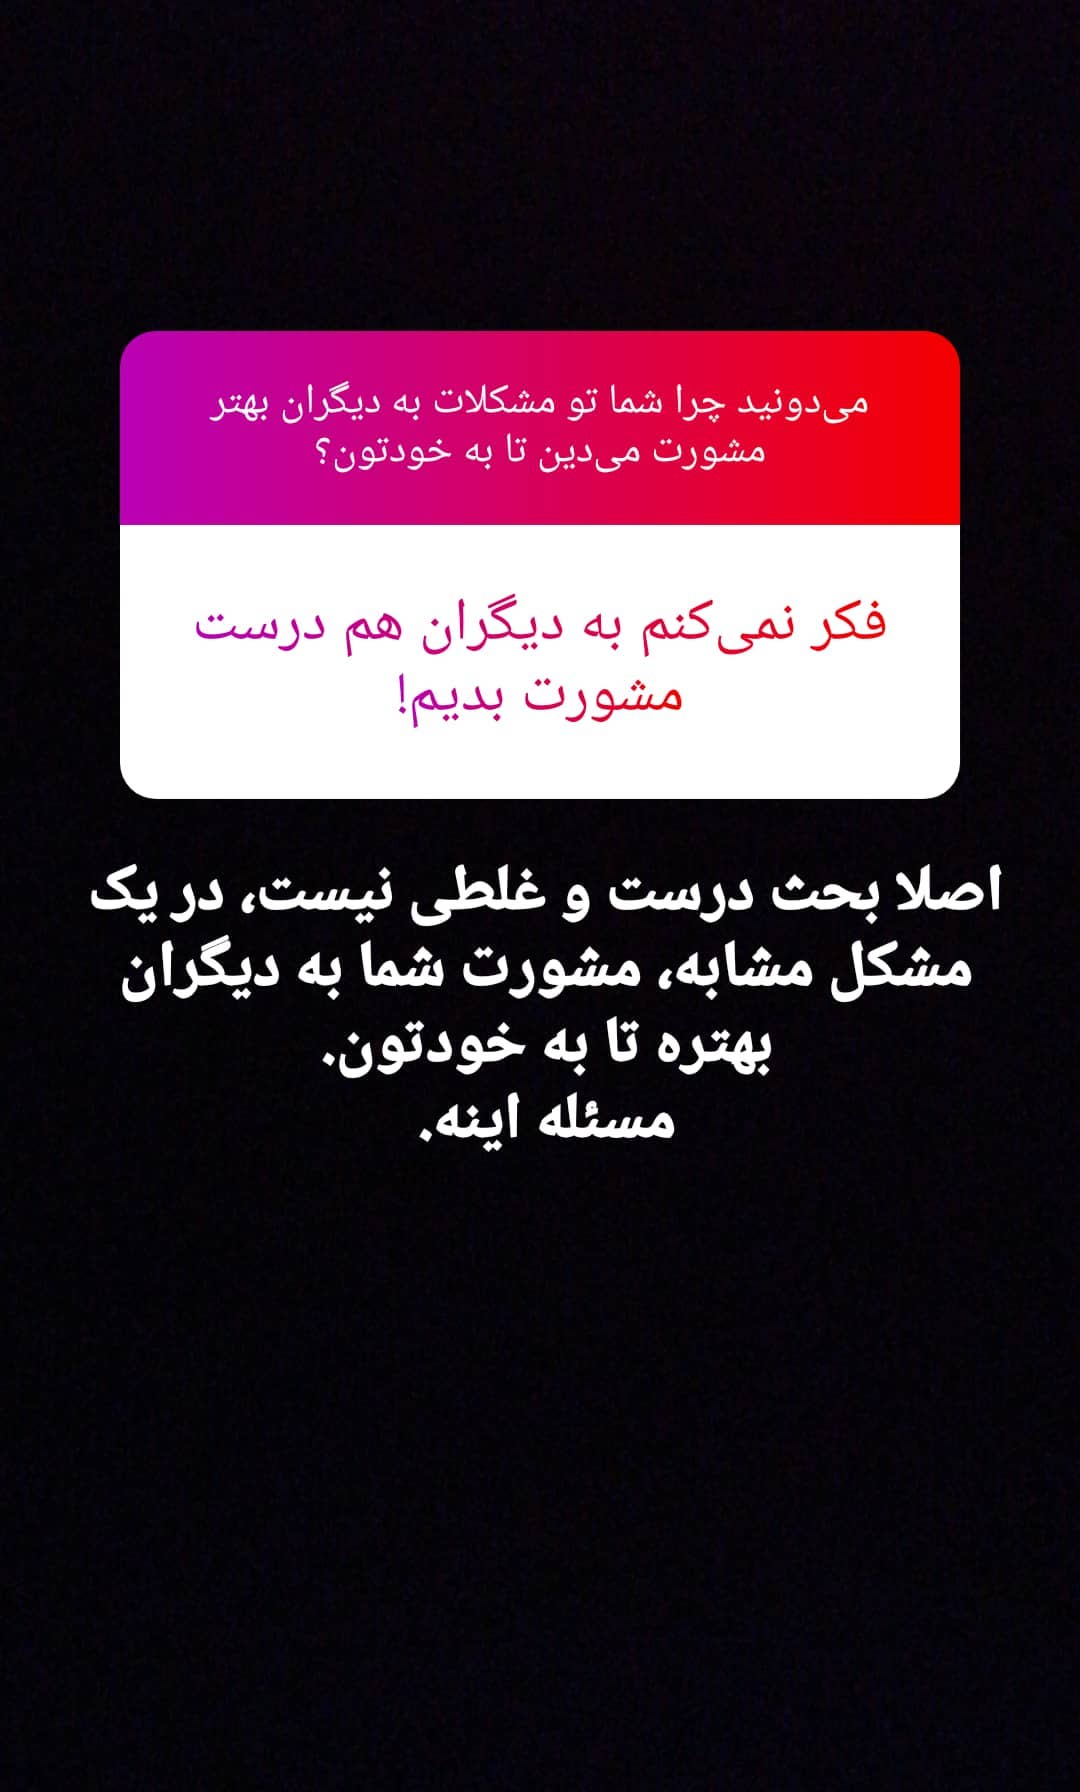 می‌دونید چرا شما تو مشکلات به دیگران بهتر
مشورت می‌دین تا به خودتون؟
فکر نمی‌کنم به دیگران هم درست
مشورت بدیم!
اصلا بحث درست و غلطی نیست، در یک
مشکل مشابه، مشورت شما به دیگران
بهتره تا به خودتون.
مسئله اینه.